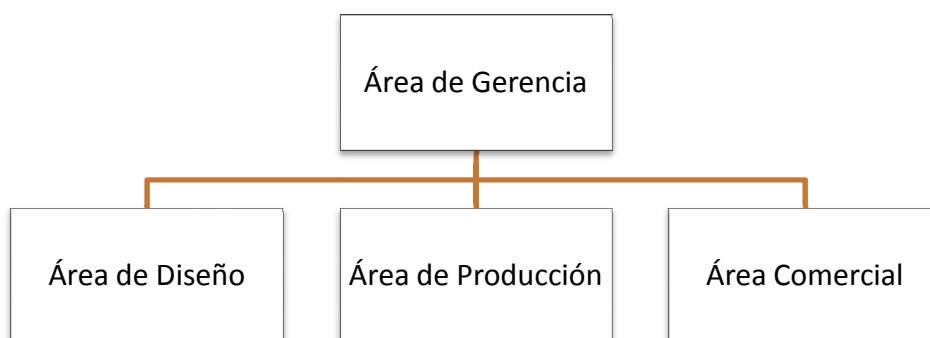 Área de Gerencia
Área de Diseño
Área de Producción
Área Comercial